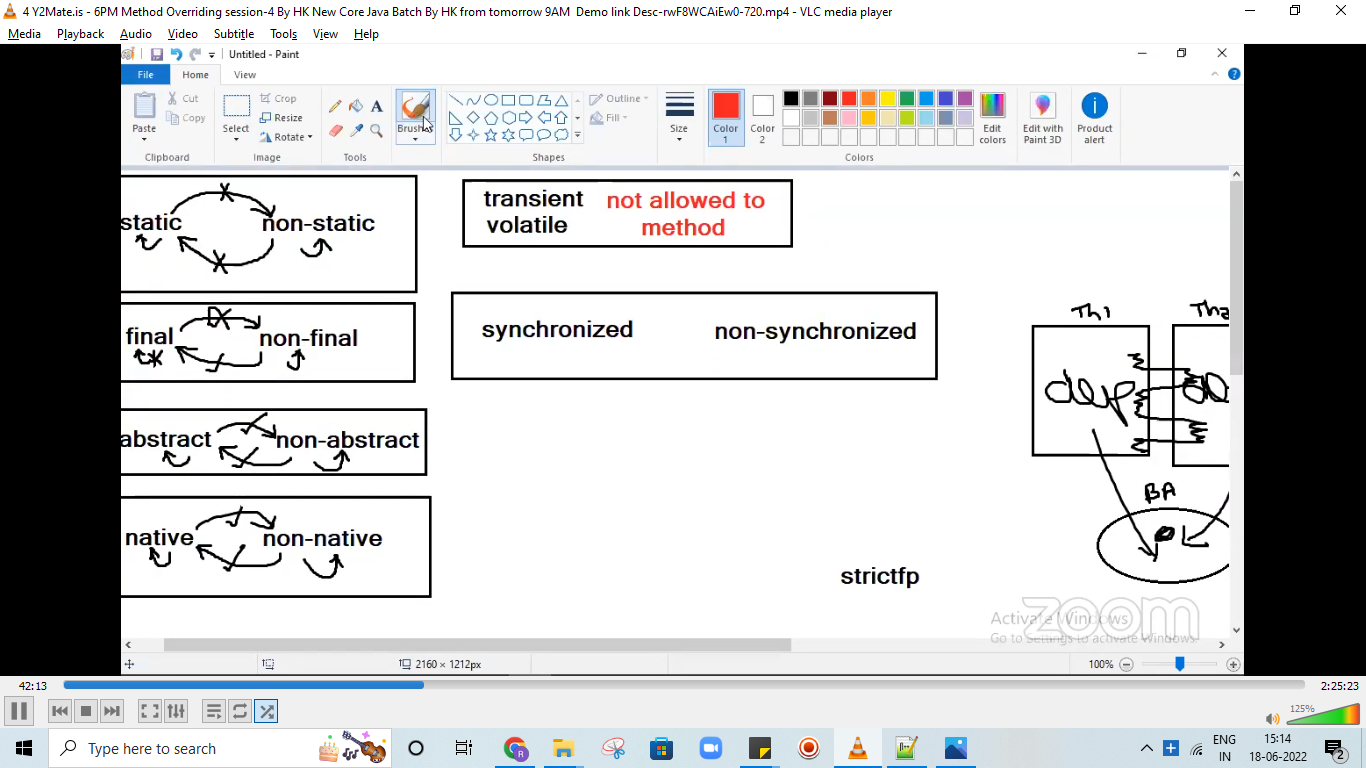 4 Y2Mate.is - 6PM Method Overriding session-4 By HK New Core Java Batch By HK from tomorrow 9AM Demo link Desc-rwF8WCAiEw0-720.mp4 - VLC media player
Media Playback Audio Video Subtitle Tools View Help
Untitled - Paint
File Home View
Paste Cut Copy Select Crop Resize Rotate A Brushes Outline Fill Size Color 1 Color 2 Edit colors Edit with Paint 3D Product alert
Clipboard Image Tools Shapes Colors
static non-static
transient not allowed to
volatile method
final non-final
synchronized non-synchronized
Th1 Th2
dep
abstract non-abstract
BA
native non-native
strictfp
zoom
Activate Windows
Go to Settings to activate Windows.
2160 × 1212px 100%
42:13 2:25:23
125%
Type here to search
ENG
IN
15:14
18-06-2022
2